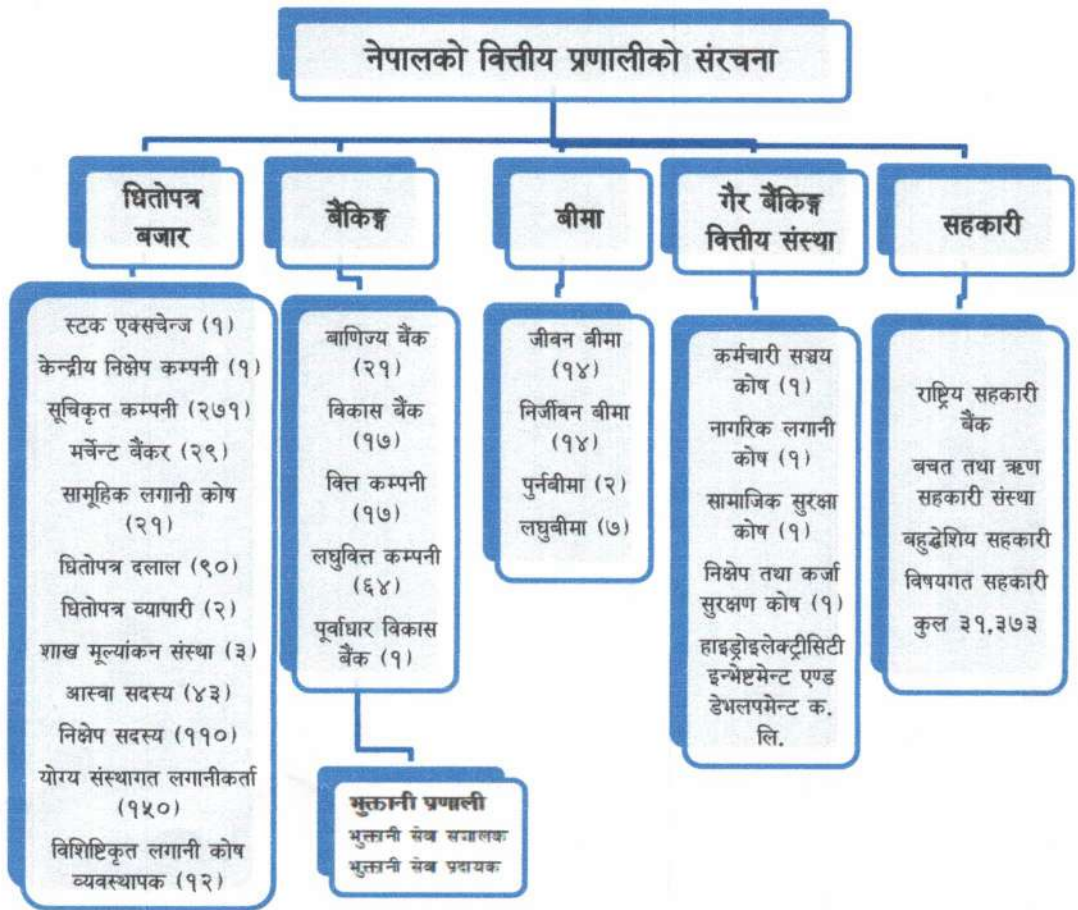 नेपालको वित्तीय प्रणालीको संरचना
धितोपत्र
बजार
स्टक एक्सचेन्ज (१)
केन्द्रीय निक्षेप कम्पनी (१)
सूचिकृत कम्पनी (२७१)
मर्चेन्ट बैंकर (२९)
सामूहिक लगानी कोष
(२१)
धितोपत्र दलाल (९०)
धितोपत्र व्यापारी (२)
शाख मूल्यांकन संस्था (३)
आस्वा सदस्य (४३)
निक्षेप सदस्य (११०)
योग्य संस्थागत लगानीकर्ता
(१५०)
विशिष्टिकृत लगानी कोष
व्यवस्थापक (१२)
बैंकिङ्ग
बाणिज्य बैंक
(२१)
विकास बैंक
(१७)
वित्त कम्पनी
(१७)
लघुवित्त कम्पनी
(६४)
पूर्वाधार विकास
बैंक (१)
भुक्तानी प्रणाली
भुक्तानी सेवा सञ्चालक
भुक्तानी सेवा प्रदायक
बीमा
जीवन बीमा
(१४)
निर्जीवन बीमा
(१४)
पुर्नबीमा (२)
लघुबीमा (७)
गैर बैंकिङ्ग
वित्तीय संस्था
कर्मचारी सञ्चय
कोष (१)
नागरिक लगानी
कोष (१)
सामाजिक सुरक्षा
कोष (१)
निक्षेप तथा कर्जा
सुरक्षण कोष (१)
हाइड्रोइलेक्ट्रीसिटी
इन्भेष्टमेन्ट एण्ड
डेभलपमेन्ट क.
लि.
सहकारी
राष्ट्रिय सहकारी
बैंक
बचत तथा ऋण
सहकारी संस्था
बहुद्धेशिय सहकारी
विषयगत सहकारी
कुल ३१,३७३